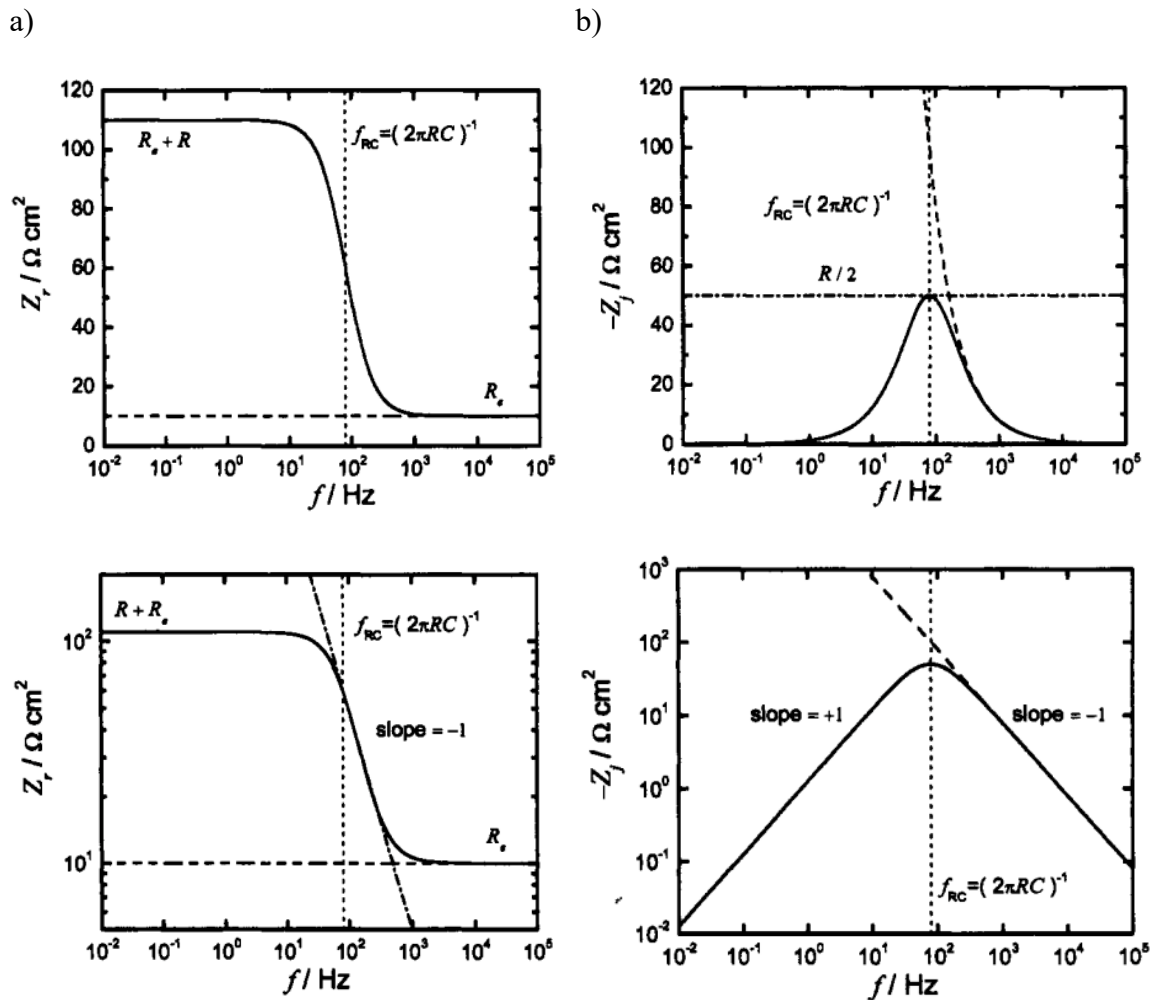 a)
b)
120
100
80
60
40
20
0
Z_r / Ω cm²
R_e + R
f_RC=(2πRC)⁻¹
R_e
10⁻² 10⁻¹ 10⁰ 10¹ 10² 10³ 10⁴ 10⁵
f / Hz
120
100
80
60
40
20
0
-Z_j / Ω cm²
f_RC=(2πRC)⁻¹
R / 2
10⁻² 10⁻¹ 10⁰ 10¹ 10² 10³ 10⁴ 10⁵
f / Hz
10²
10¹
Z_r / Ω cm²
R + R_e
f_RC=(2πRC)⁻¹
slope = -1
R_e
10⁻² 10⁻¹ 10⁰ 10¹ 10² 10³ 10⁴ 10⁵
f / Hz
10³
10²
10¹
10⁰
10⁻¹
10⁻²
-Z_j / Ω cm²
slope = +1
slope = -1
f_RC=(2πRC)⁻¹
10⁻² 10⁻¹ 10⁰ 10¹ 10² 10³ 10⁴ 10⁵
f / Hz